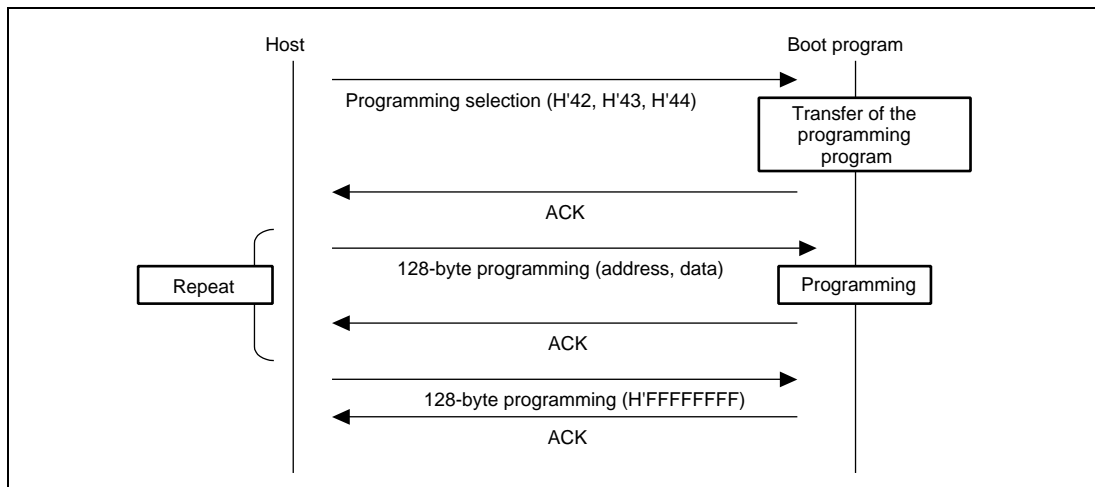 Host
Boot program
Programming selection (H'42, H'43, H'44)
Transfer of the
programming
program
ACK
128-byte programming (address, data)
Repeat
Programming
ACK
128-byte programming (H'FFFFFFFF)
ACK